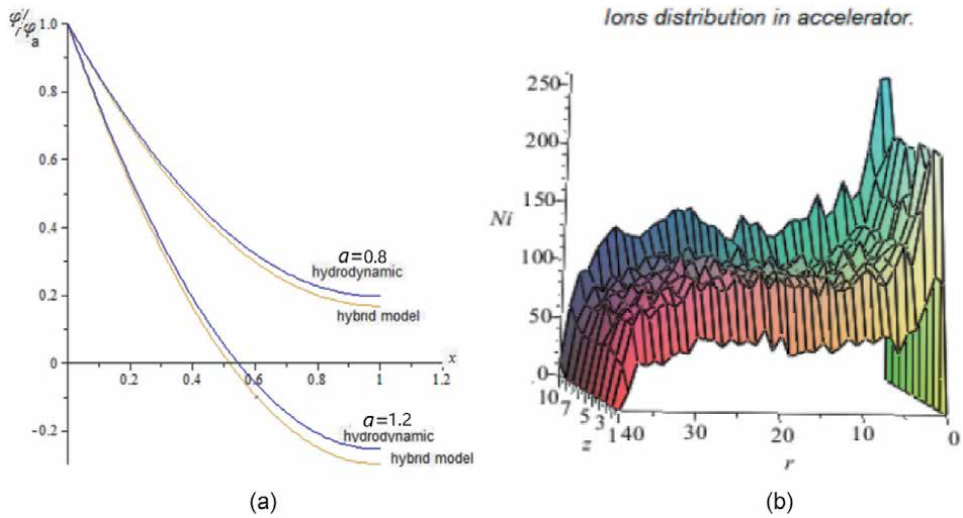 φ/φa
1.0
0.8
0.6
0.4
0.2
0
-0.2
0.2
0.4
0.6
0.8
1.0
1.2
x
a=0.8
hydrodynamic
hybrid model
a=1.2
hydrodynamic
hybrid model
(a)
Ions distribution in accelerator.
250
200
150
100
50
0
Ni
10
7
5
3
1
z
40
30
20
10
0
r
(b)